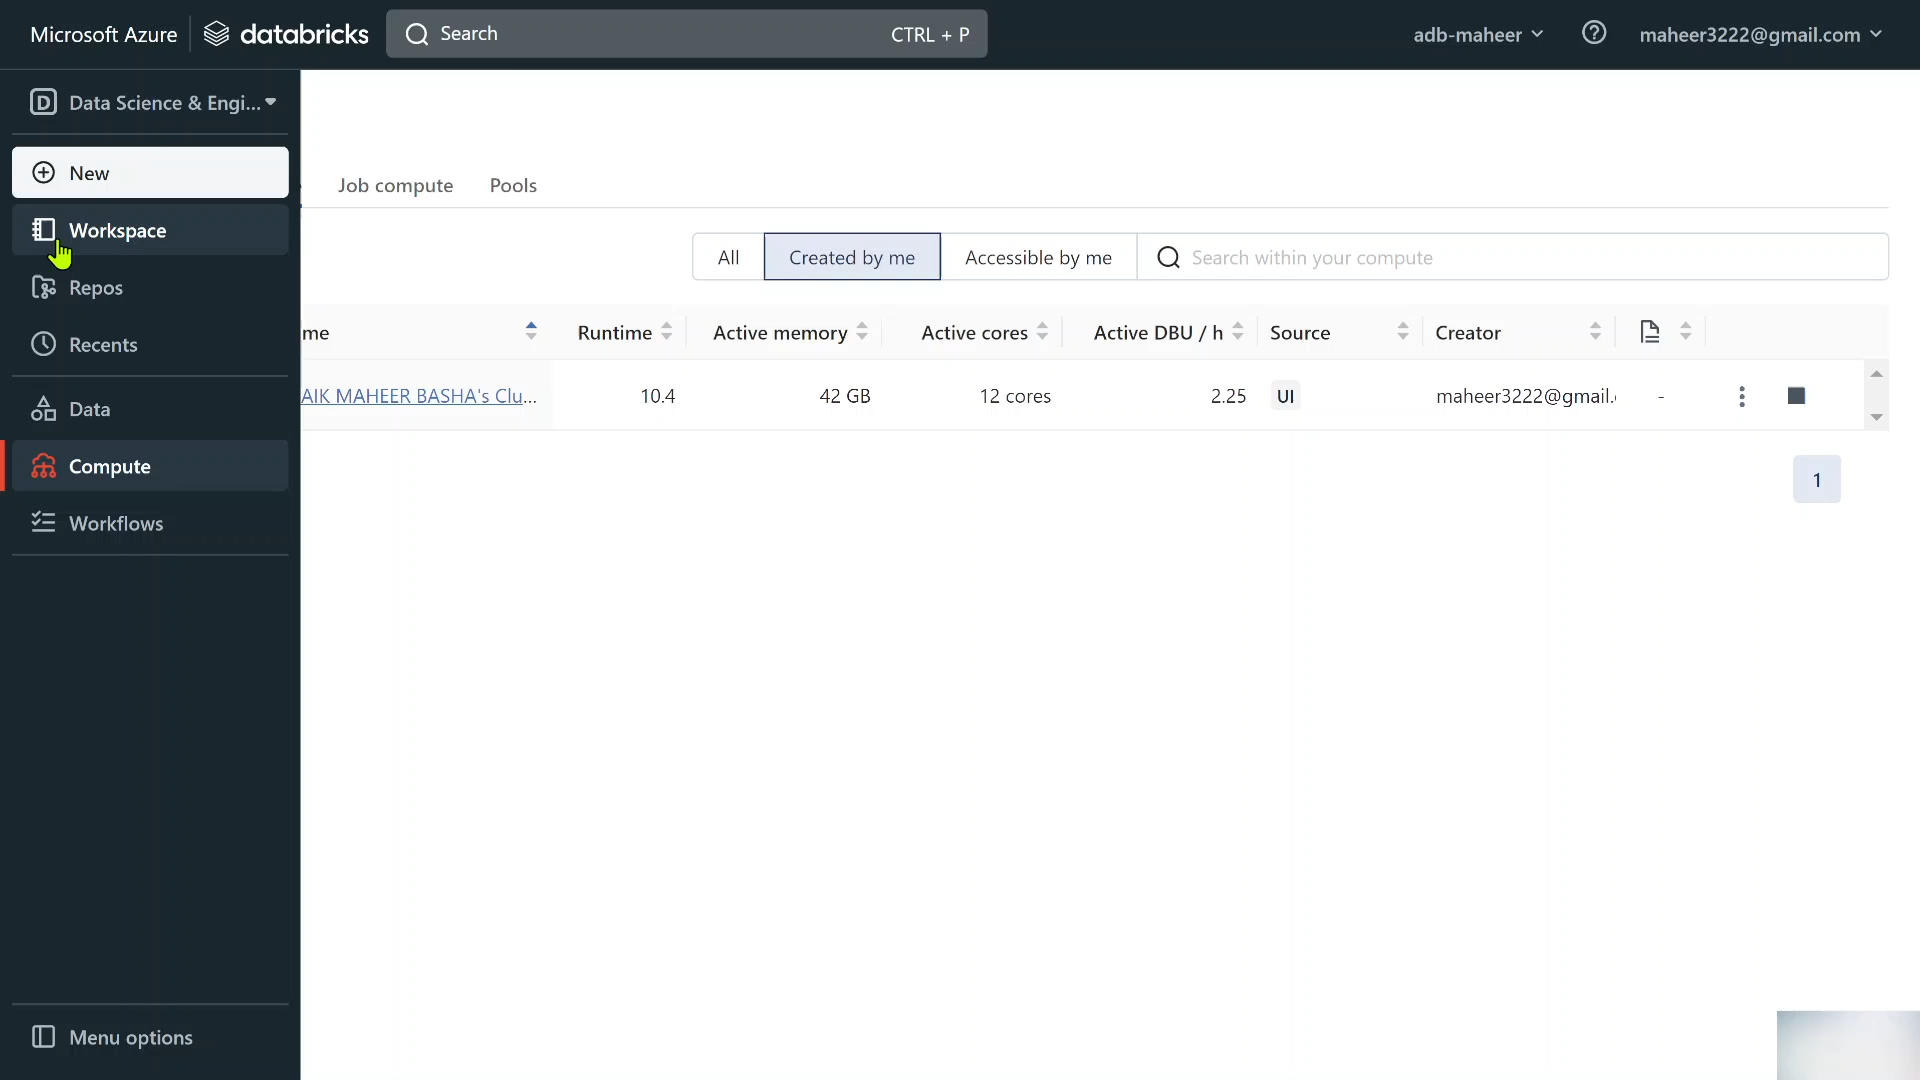 Microsoft Azure databricks Search CTRL + P adb-maheer maheer3222@gmail.com
Data Science & Engi...
New
Workspace
Repos
Recents
Data
Compute
Workflows
Menu options
Job compute Pools
All Created by me Accessible by me Search within your compute
me Runtime Active memory Active cores Active DBU / h Source Creator
AIK MAHEER BASHA's Clu... 10.4 42 GB 12 cores 2.25 UI maheer3222@gmail. -
1